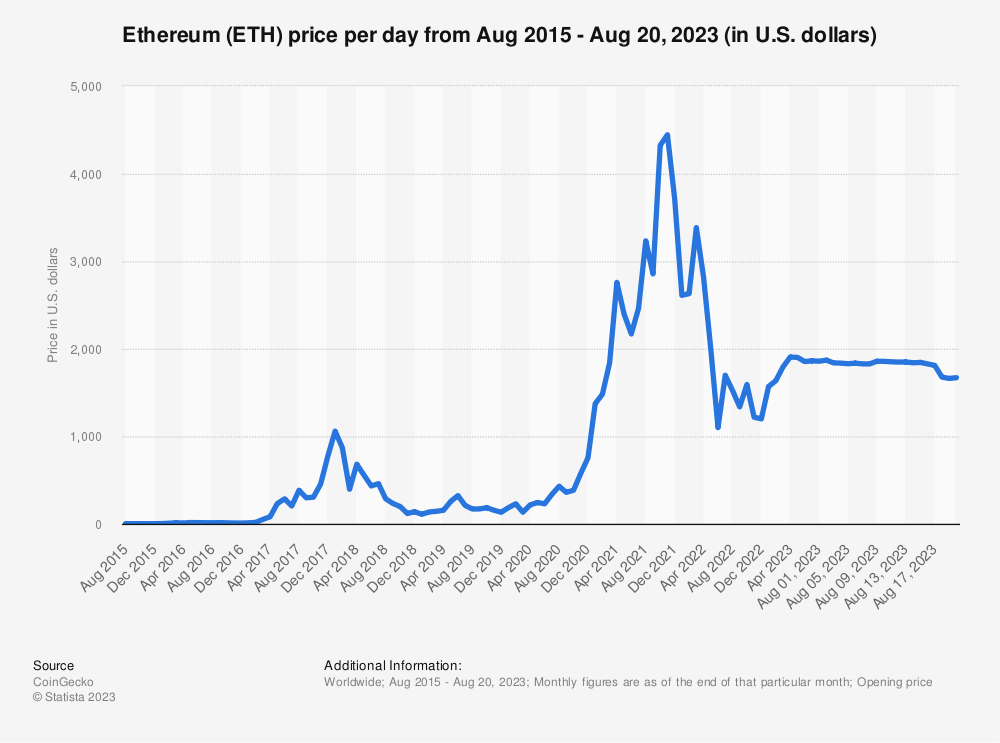 Ethereum (ETH) price per day from Aug 2015 - Aug 20, 2023 (in U.S. dollars)
5,000
4,000
3,000
2,000
1,000
0
Price in U.S. dollars
Aug 2015
Dec 2015
Apr 2016
Aug 2016
Dec 2016
Apr 2017
Aug 2017
Dec 2017
Apr 2018
Aug 2018
Dec 2018
Apr 2019
Aug 2019
Dec 2019
Apr 2020
Aug 2020
Dec 2020
Apr 2021
Aug 2021
Dec 2021
Apr 2022
Aug 2022
Dec 2022
Apr 2023
Aug 01, 2023
Aug 05, 2023
Aug 09, 2023
Aug 13, 2023
Aug 17, 2023
Source
CoinGecko
© Statista 2023
Additional Information:
Worldwide; Aug 2015 - Aug 20, 2023; Monthly figures are as of the end of that particular month; Opening price